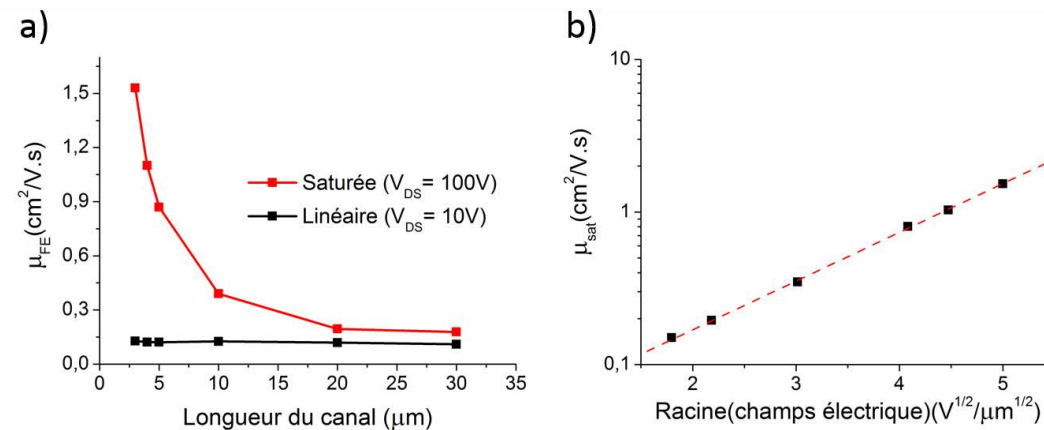 a)
μFE(cm²/V.s)
1,5
1,2
0,9
0,6
0,3
0,0
Saturée (VDS= 100V)
Linéaire (VDS= 10V)
0 5 10 15 20 25 30 35
Longueur du canal (μm)
b)
μsat(cm²/V.s)
10
1
0,1
2 3 4 5
Racine(champs électrique)(V1/2/μm1/2)